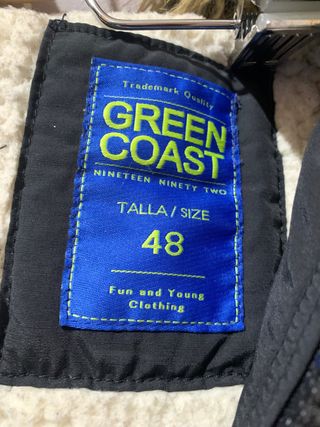 Trademark Quality
GREEN
COAST
NINETEEN NINETY TWO
TALLA / SIZE
48
Fun and Young
Clothing